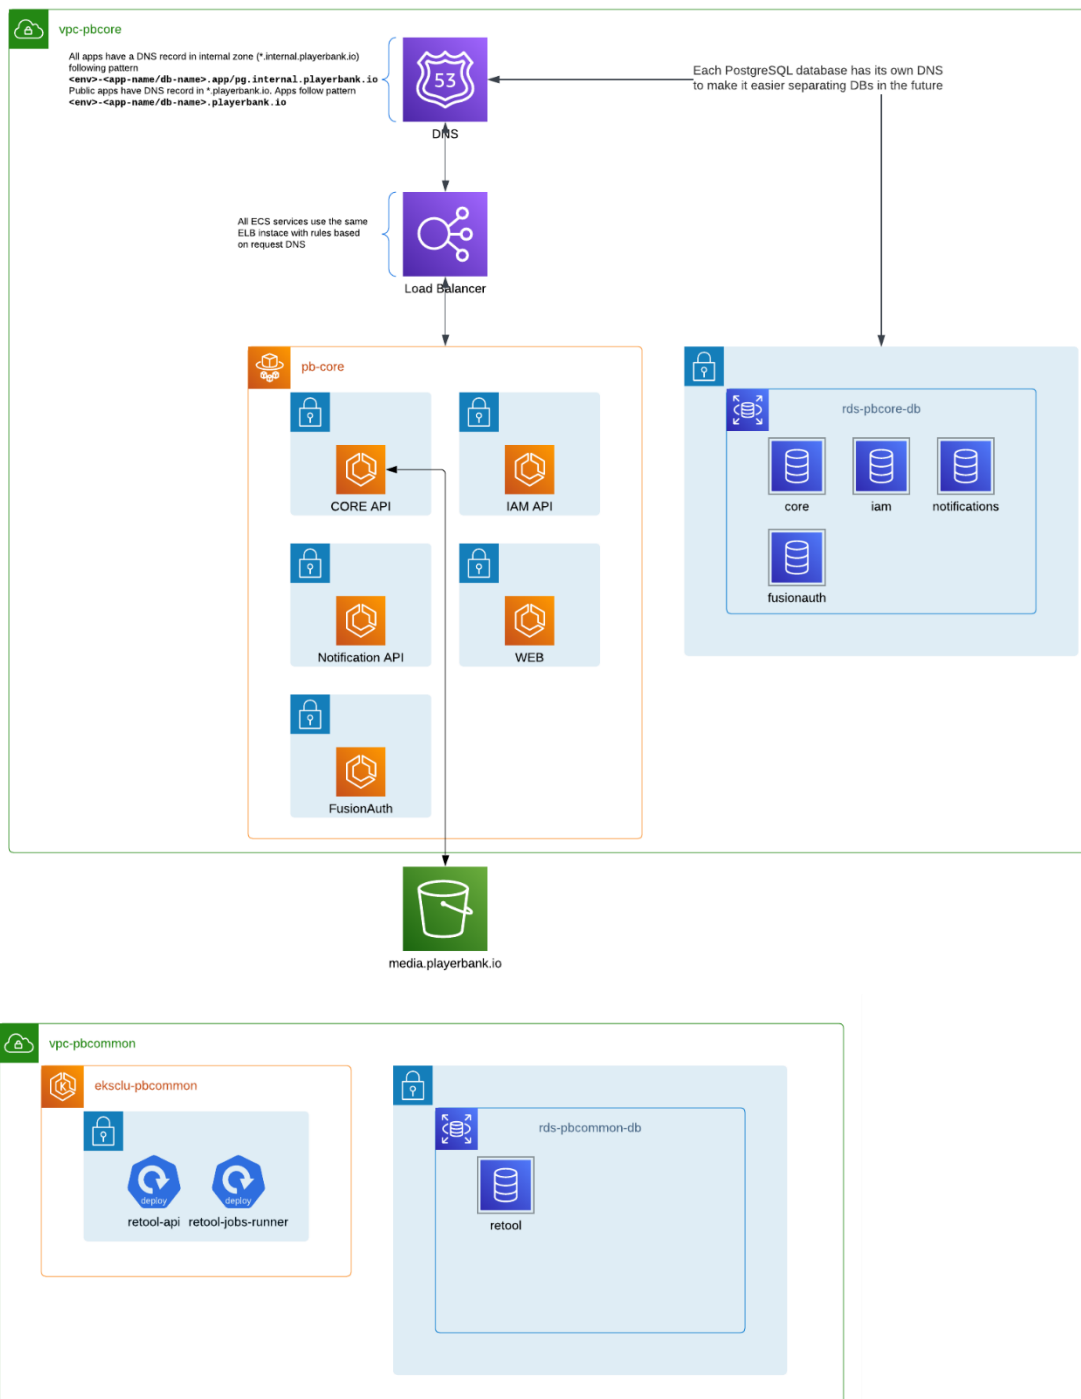 vpc-pbcore
All apps have a DNS record in internal zone (*.internal.playerbank.io)
following pattern
<env>-<app-name/db-name>.app/pg.internal.playerbank.io
Public apps have DNS record in *.playerbank.io. Apps follow pattern
<env>-<app-name/db-name>.playerbank.io
53
DNS
Each PostgreSQL database has its own DNS
to make it easier separating DBs in the future
All ECS services use the same
ELB instace with rules based
on request DNS
Load Balancer
pb-core
CORE API
IAM API
Notification API
WEB
FusionAuth
rds-pbcore-db
core
iam
notifications
fusionauth
media.playerbank.io
vpc-pbcommon
eksclu-pbcommon
K
deploy
deploy
retool-api
retool-jobs-runner
rds-pbcommon-db
retool